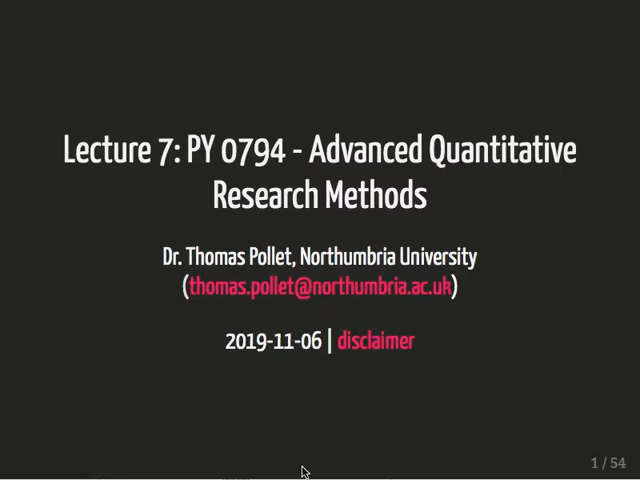 Lecture 7: PY 0794 - Advanced Quantitative
Research Methods
Dr. Thomas Pollet, Northumbria University
(thomas.pollet@northumbria.ac.uk)
2019-11-06 | disclaimer
1 / 54